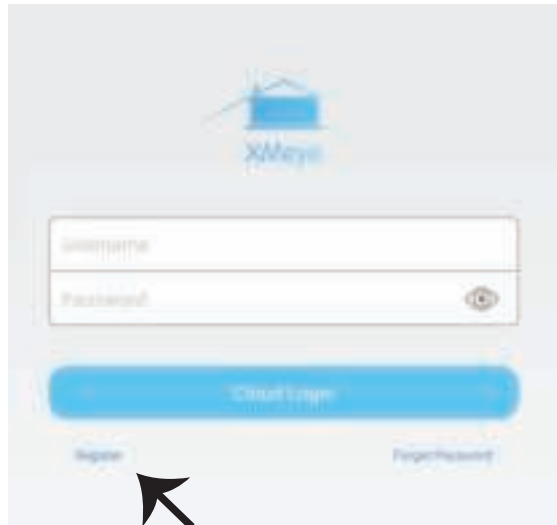 XMeye
Username
Password
Cloud Login
Register
Forget Password